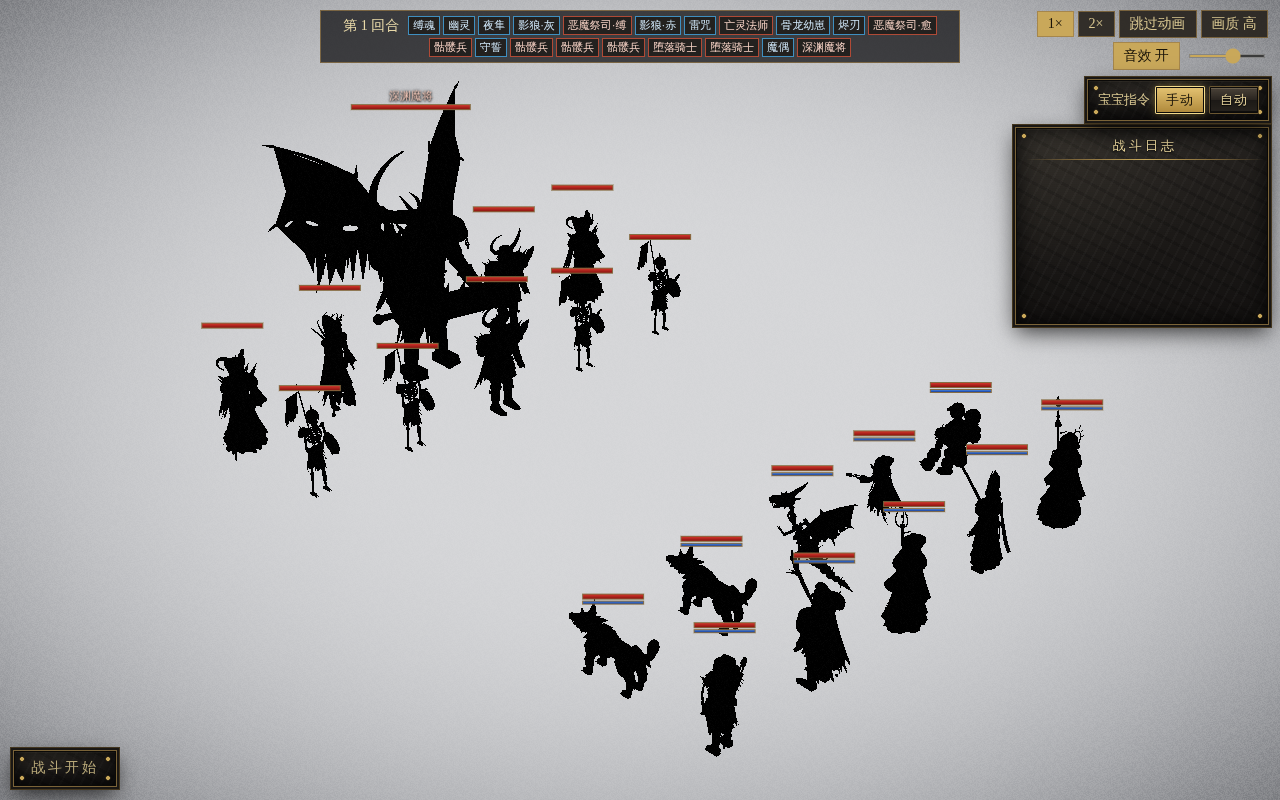 第 1 回合 缚魂 幽灵 夜隼 影狼·灰 恶魔祭司·缚 影狼·赤 雷咒 亡灵法师 骨龙幼崽 烬刃 恶魔祭司·愈
骷髅兵 守誓 骷髅兵 骷髅兵 骷髅兵 堕落骑士 堕落骑士 魔偶 深渊魔将
1× 2× 跳过动画 画质 高
音效 开
宝宝指令 手动 自动
战斗日志
深渊魔将
战斗开始